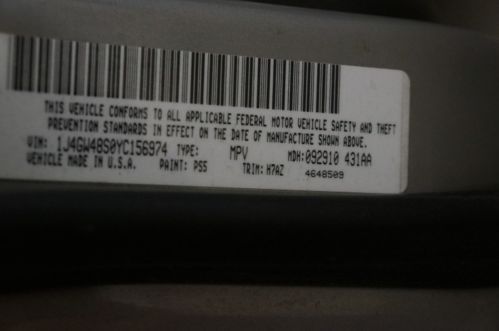 THIS VEHICLE CONFORMS TO ALL APPLICABLE FEDERAL MOTOR VEHICLE SAFETY AND THEFT
PREVENTION STANDARDS IN EFFECT ON THE DATE OF MANUFACTURE SHOWN ABOVE.
VIN: 1J4GW48S0YC156974 TYPE: MPV MDH:092910 431AA
VEHICLE MADE IN U.S.A. PAINT: PS5 TRIM: H7AZ 4648509